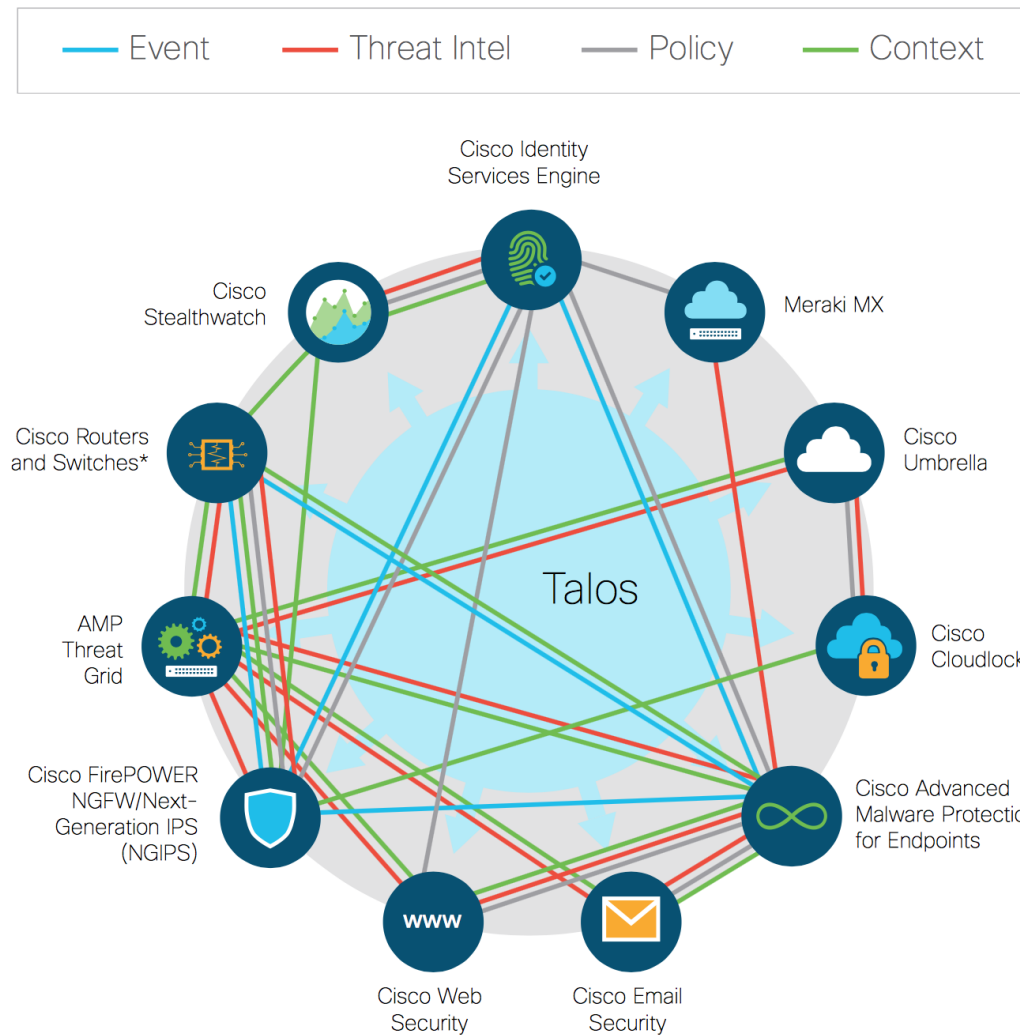 Event
Threat Intel
Policy
Context
Cisco Identity
Services Engine
Cisco
Stealthwatch
Meraki MX
Cisco Routers
and Switches*
Cisco
Umbrella
Talos
AMP
Threat
Grid
Cisco
Cloudlock
Cisco FirePOWER
NGFW/Next-
Generation IPS
(NGIPS)
Cisco Advanced
Malware Protectio
for Endpoints
www
Cisco Web
Security
Cisco Email
Security